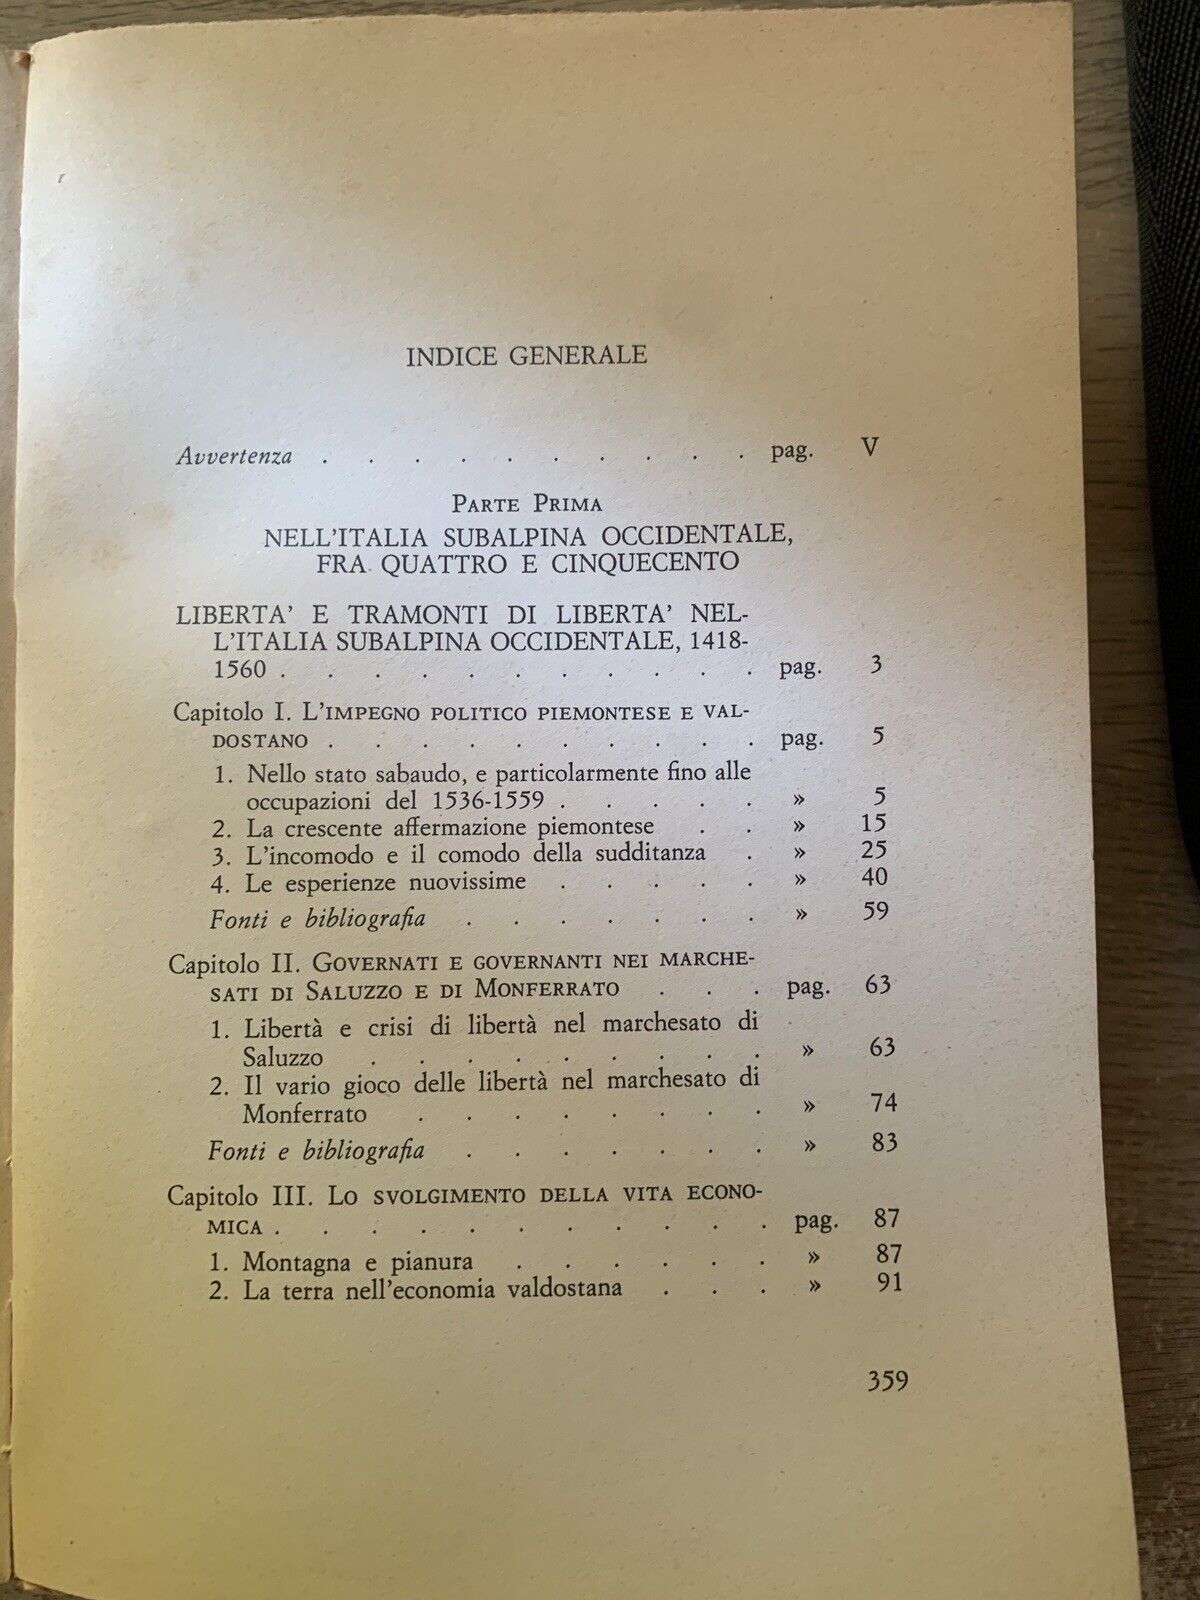 INDICE GENERALE
Avvertenza . . . . . . . . . . pag. V
PARTE PRIMA
NELL'ITALIA SUBALPINA OCCIDENTALE,
FRA QUATTRO E CINQUECENTO
LIBERTA' E TRAMONTI DI LIBERTA' NEL-
L'ITALIA SUBALPINA OCCIDENTALE, 1418-
1560 . . . . . . . . . . . pag. 3
Capitolo I. L'IMPEGNO POLITICO PIEMONTESE E VAL-
DOSTANO . . . . . . . . . . pag. 5
1. Nello stato sabaudo, e particolarmente fino alle
occupazioni del 1536-1559 . . . . . » 5
2. La crescente affermazione piemontese . . » 15
3. L'incomodo e il comodo della sudditanza . » 25
4. Le esperienze nuovissime . . . . . » 40
Fonti e bibliografia . . . . . . . » 59
Capitolo II. GOVERNATI E GOVERNANTI NEI MARCHE-
SATI DI SALUZZO E DI MONFERRATO . . . pag. 63
1. Libertà e crisi di libertà nel marchesato di
Saluzzo . . . . . . . . . » 63
2. Il vario gioco delle libertà nel marchesato di
Monferrato . . . . . . . . » 74
Fonti e bibliografia . . . . . . . » 83
Capitolo III. LO SVOLGIMENTO DELLA VITA ECONO-
MICA . . . . . . . . . . . pag. 87
1. Montagna e pianura . . . . . . » 87
2. La terra nell'economia valdostana . . . » 91
359